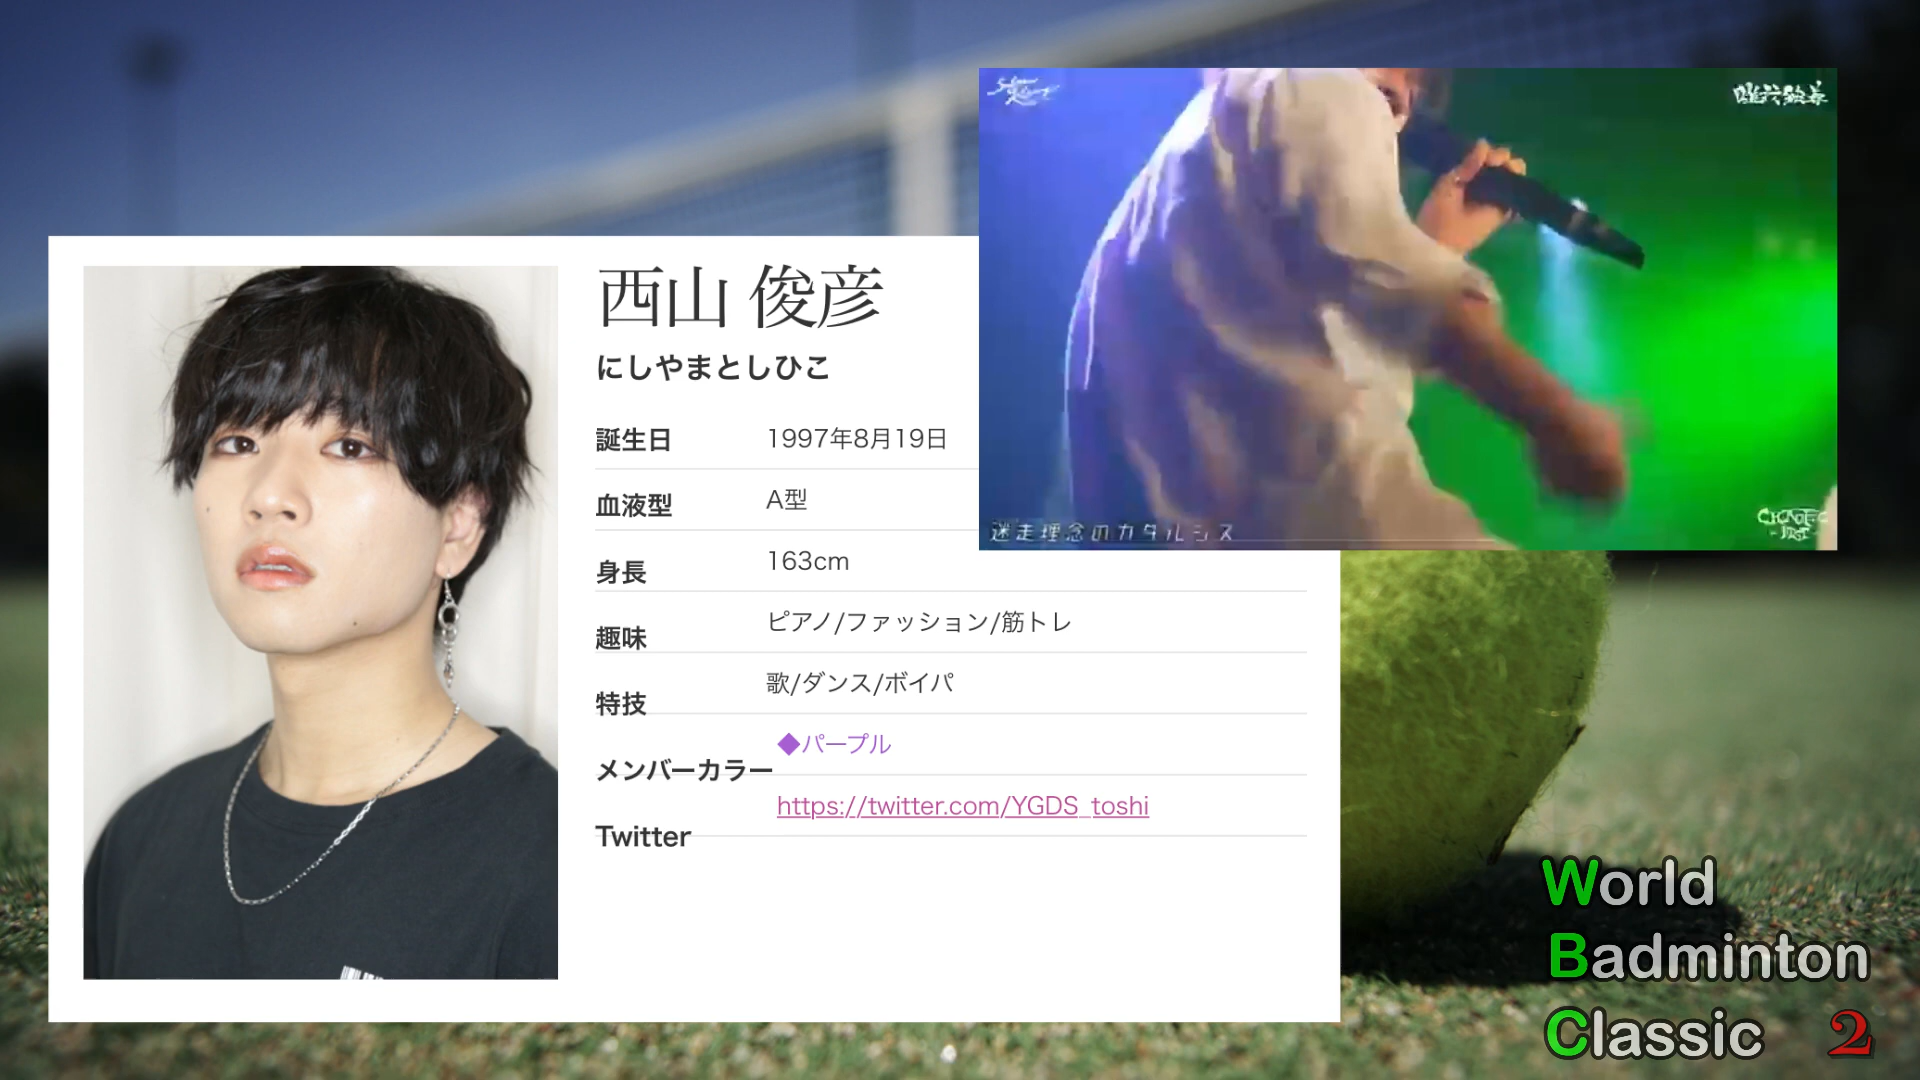 西山 俊彦
にしやまとしひこ
誕生日 1997年8月19日
血液型 A型
身長 163cm
趣味 ピアノ/ファッション/筋トレ
特技 歌/ダンス/ボイパ
メンバーカラー ◆パープル
Twitter https://twitter.com/YGDS_toshi
迷走理念のカタルシス
World
Badminton
Classic 2